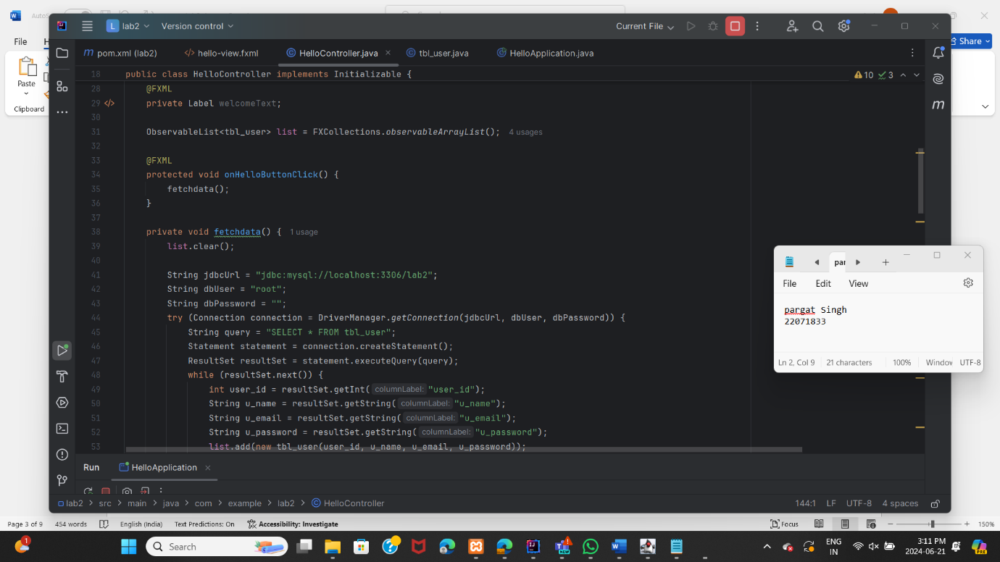 File
Paste
Clipboard
Share
L lab2
Version control
Current File
pom.xml (lab2)
hello-view.fxml
HelloController.java
tbl_user.java
HelloApplication.java
18 public class HelloController implements Initializable {
10 3
28 @FXML
29 private Label welcomeText;
30
31 ObservableList<tbl_user> list = FXCollections.observableArrayList(); 4 usages
32
33 @FXML
34 protected void onHelloButtonClick() {
35 fetchdata();
36 }
37
38 private void fetchdata() { 1 usage
39 list.clear();
40
41 String jdbcUrl = "jdbc:mysql://localhost:3306/lab2";
42 String dbUser = "root";
43 String dbPassword = "";
44 try (Connection connection = DriverManager.getConnection(jdbcUrl, dbUser, dbPassword)) {
45 String query = "SELECT * FROM tbl_user";
46 Statement statement = connection.createStatement();
47 ResultSet resultSet = statement.executeQuery(query);
48 while (resultSet.next()) {
49 int user_id = resultSet.getInt( columnLabel: "user_id");
50 String u_name = resultSet.getString( columnLabel: "u_name");
51 String u_email = resultSet.getString( columnLabel: "u_email");
52 String u_password = resultSet.getString( columnLabel: "u_password");
53 list.add(new tbl_user(user_id, u_name, u_email, u_password));
par
File Edit View
pargat Singh
22071833
Ln 2, Col 9 21 characters 100% Window UTF-8
Run HelloApplication
lab2 > src > main > java > com > example > lab2 > HelloController
144:1 LF UTF-8 4 spaces
Page 3 of 9 454 words English (India) Text Predictions: On Accessibility: Investigate Focus 150%
1
Search
NEW
ENG
IN
3:11 PM
2024-06-21
PRE